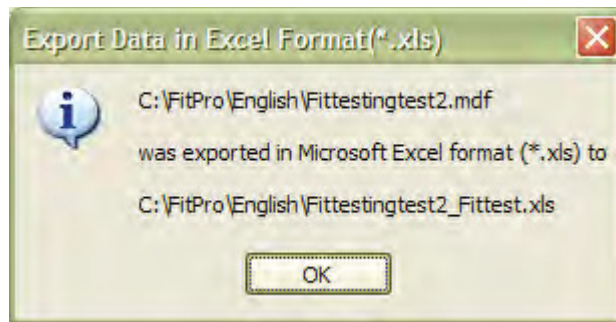 Export Data in Excel Format(*.xls)
C:\FitPro\English\Fittestingtest2.mdf
was exported in Microsoft Excel format (*.xls) to
C:\FitPro\English\Fittestingtest2_Fittest.xls
OK